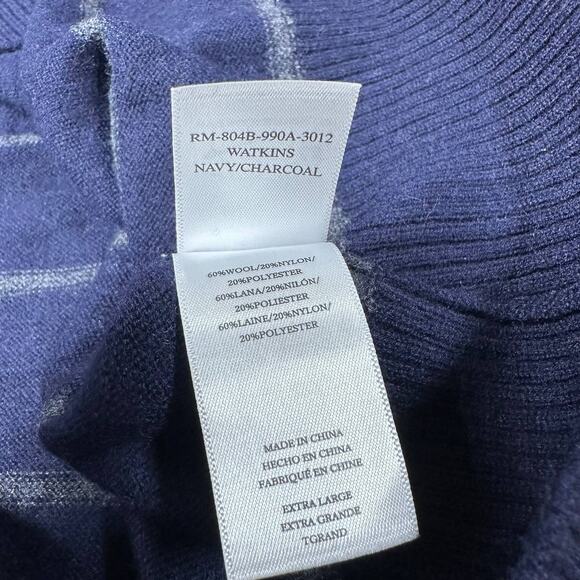 RM-804B-990A-3012
WATKINS
NAVY/CHARCOAL
60%WOOL/20%NYLON/
20%POLYESTER
60%LANA/20%NILÓN/
20%POLIESTER
60%LAINE/20%NYLON/
20%POLYESTER
MADE IN CHINA
HECHO EN CHINA
FABRIQUÉ EN CHINE
EXTRA LARGE
EXTRA GRANDE
TGRAND